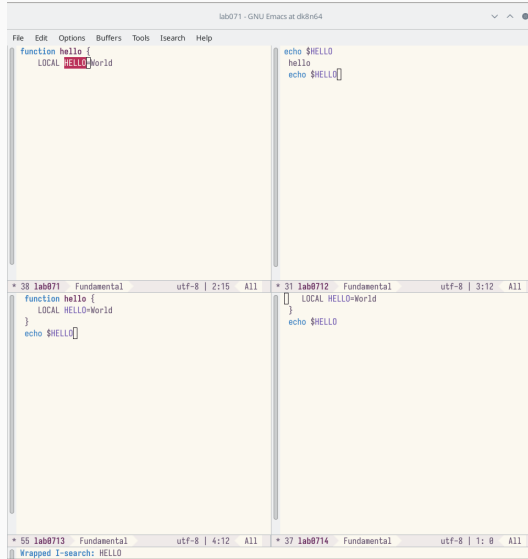 lab071 - GNU Emacs at dk8n64
File Edit Options Buffers Tools Isearch Help
function hello {
LOCAL HELLO=World
* 38 lab071 Fundamental utf-8 | 2:15 All
echo $HELLO
hello
echo $HELLO
* 31 lab0712 Fundamental utf-8 | 3:12 All
function hello {
LOCAL HELLO=World
}
echo $HELLO
* 55 lab0713 Fundamental utf-8 | 4:12 All
LOCAL HELLO=World
}
echo $HELLO
* 37 lab0714 Fundamental utf-8 | 1: 0 All
Wrapped I-search: HELLO